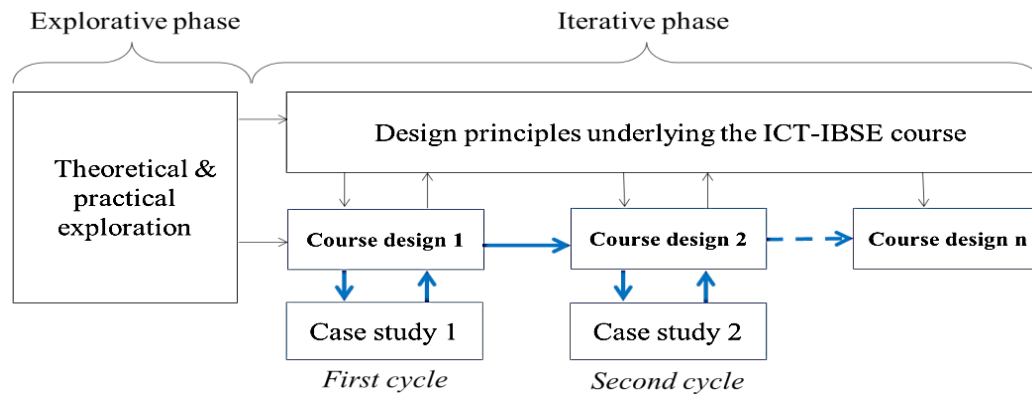 Explorative phase
Iterative phase
Theoretical &
practical
exploration
Design principles underlying the ICT-IBSE course
Course design 1
Course design 2
Course design n
Case study 1
Case study 2
First cycle
Second cycle